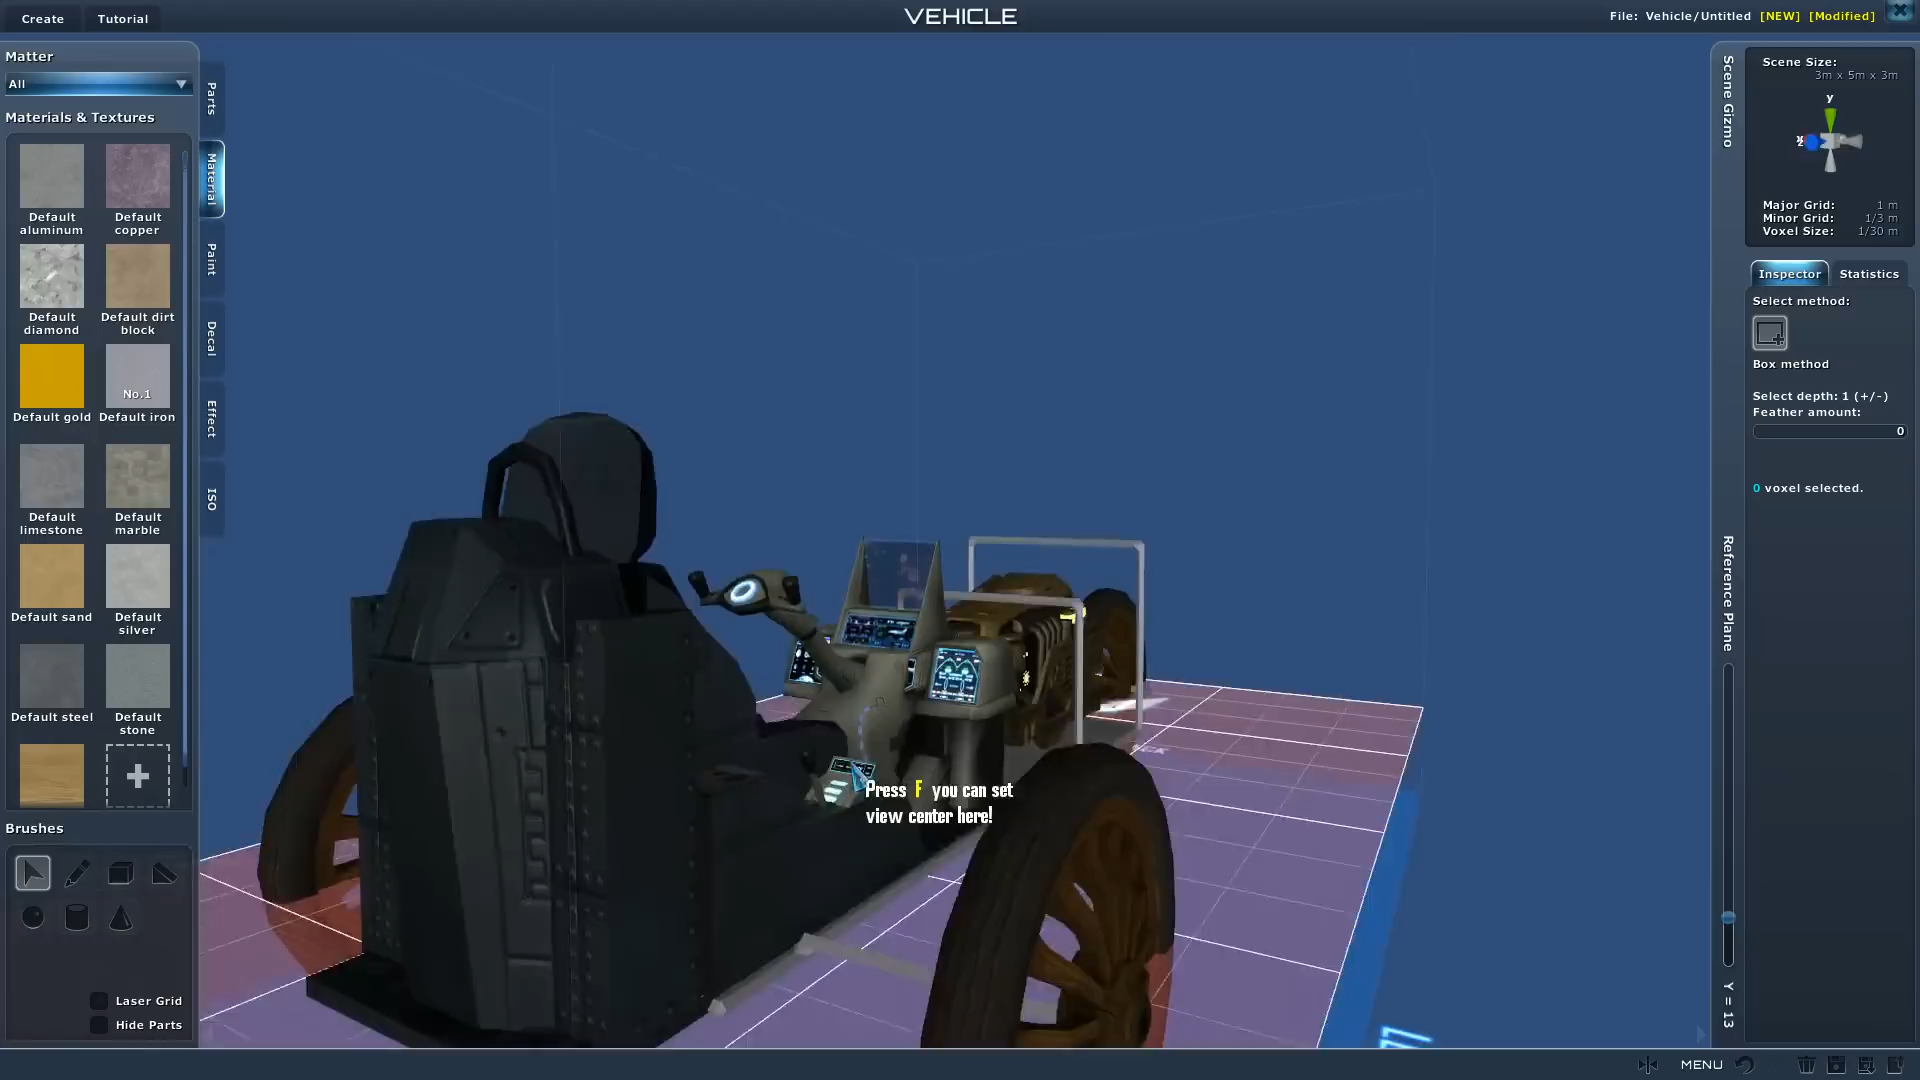 Create
Tutorial
VEHICLE
File: Vehicle/Untitled [NEW] [Modified]
Matter
All
Materials & Textures
Default aluminum
Default copper
Default diamond
Default dirt block
Default gold
No.1
Default iron
Default limestone
Default marble
Default sand
Default silver
Default steel
Default stone
Brushes
Laser Grid
Hide Parts
Parts
Material
Paint
Decal
Effect
ISO
Press F you can set
view center here!
Scene Gizmo
Reference Plane
Y = 13
Scene Size:
3m x 5m x 3m
y
Major Grid: 1 m
Minor Grid: 1/3 m
Voxel Size: 1/30 m
Inspector
Statistics
Select method:
Box method
Select depth: 1 (+/-)
Feather amount:
0
0 voxel selected.
MENU